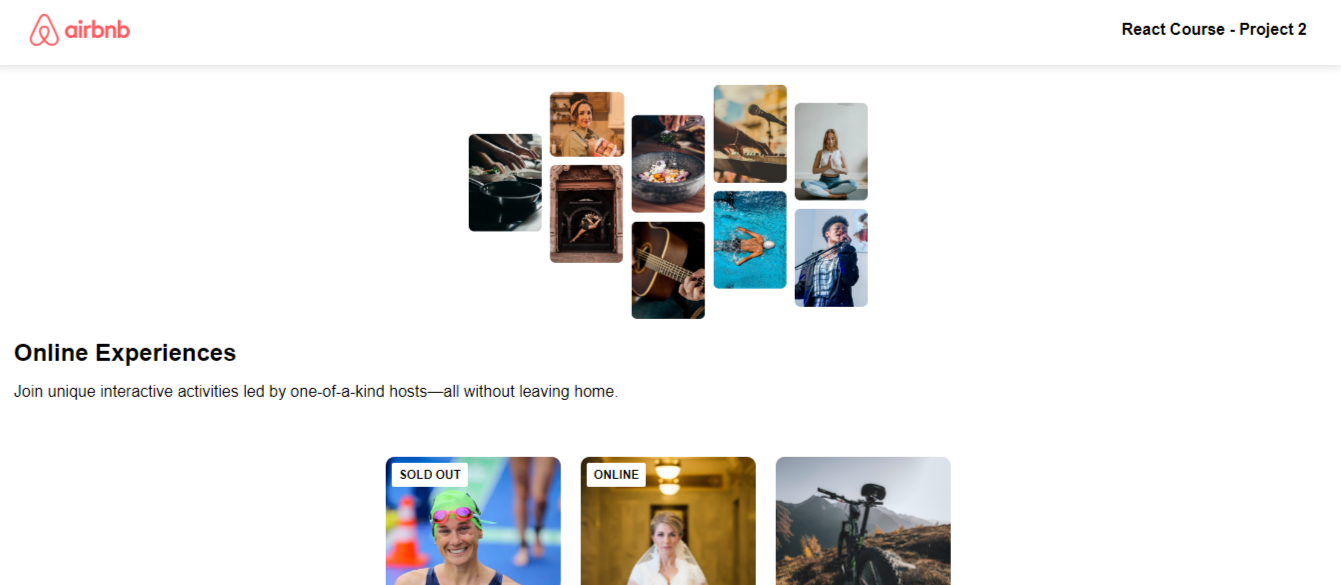 airbnb
React Course - Project 2
Online Experiences
Join unique interactive activities led by one-of-a-kind hosts—all without leaving home.
SOLD OUT
ONLINE